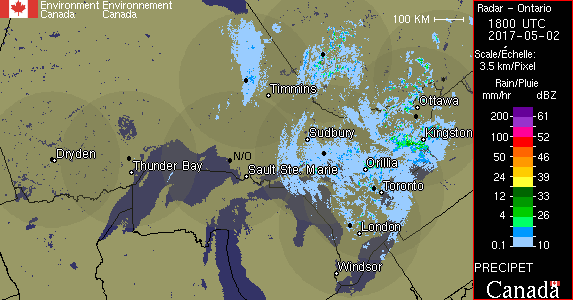 Environment Environnement
Canada Canada
100 KM
Timmins
Ottawa
Sudbury
Kingston
Dryden
N/O
Thunder Bay
Sault Ste. Marie
Orillia
Toronto
London
Windsor
Radar - Ontario
1800 UTC
2017-05-02
Scale/Échelle:
3.5 km/Pixel
Rain/Pluie
mm/hr dBZ
200 61
100 52
50 46
24 39
12 33
4 26
0.1 10
PRECIPET
Canada